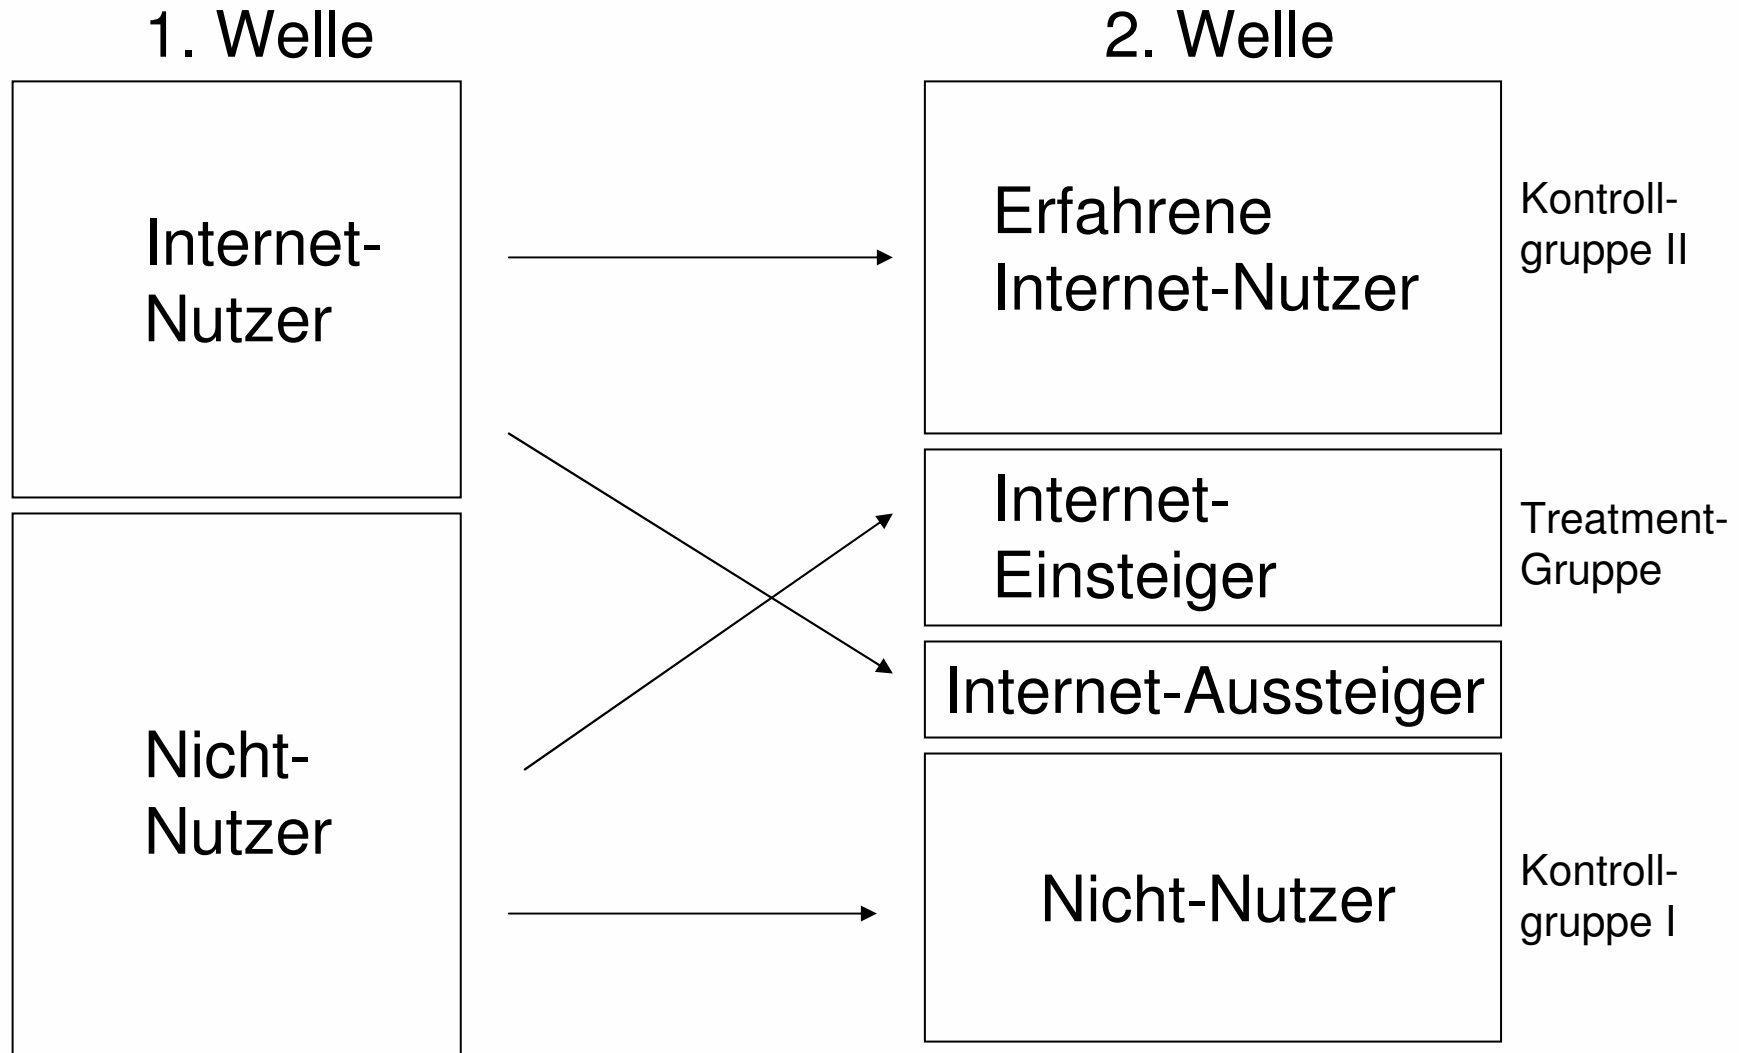 1. Welle
2. Welle
Internet-
Nutzer
Nicht-
Nutzer
Erfahrene
Internet-Nutzer
Kontroll-
gruppe II
Internet-
Einsteiger
Treatment-
Gruppe
Internet-Aussteiger
Nicht-Nutzer
Kontroll-
gruppe I